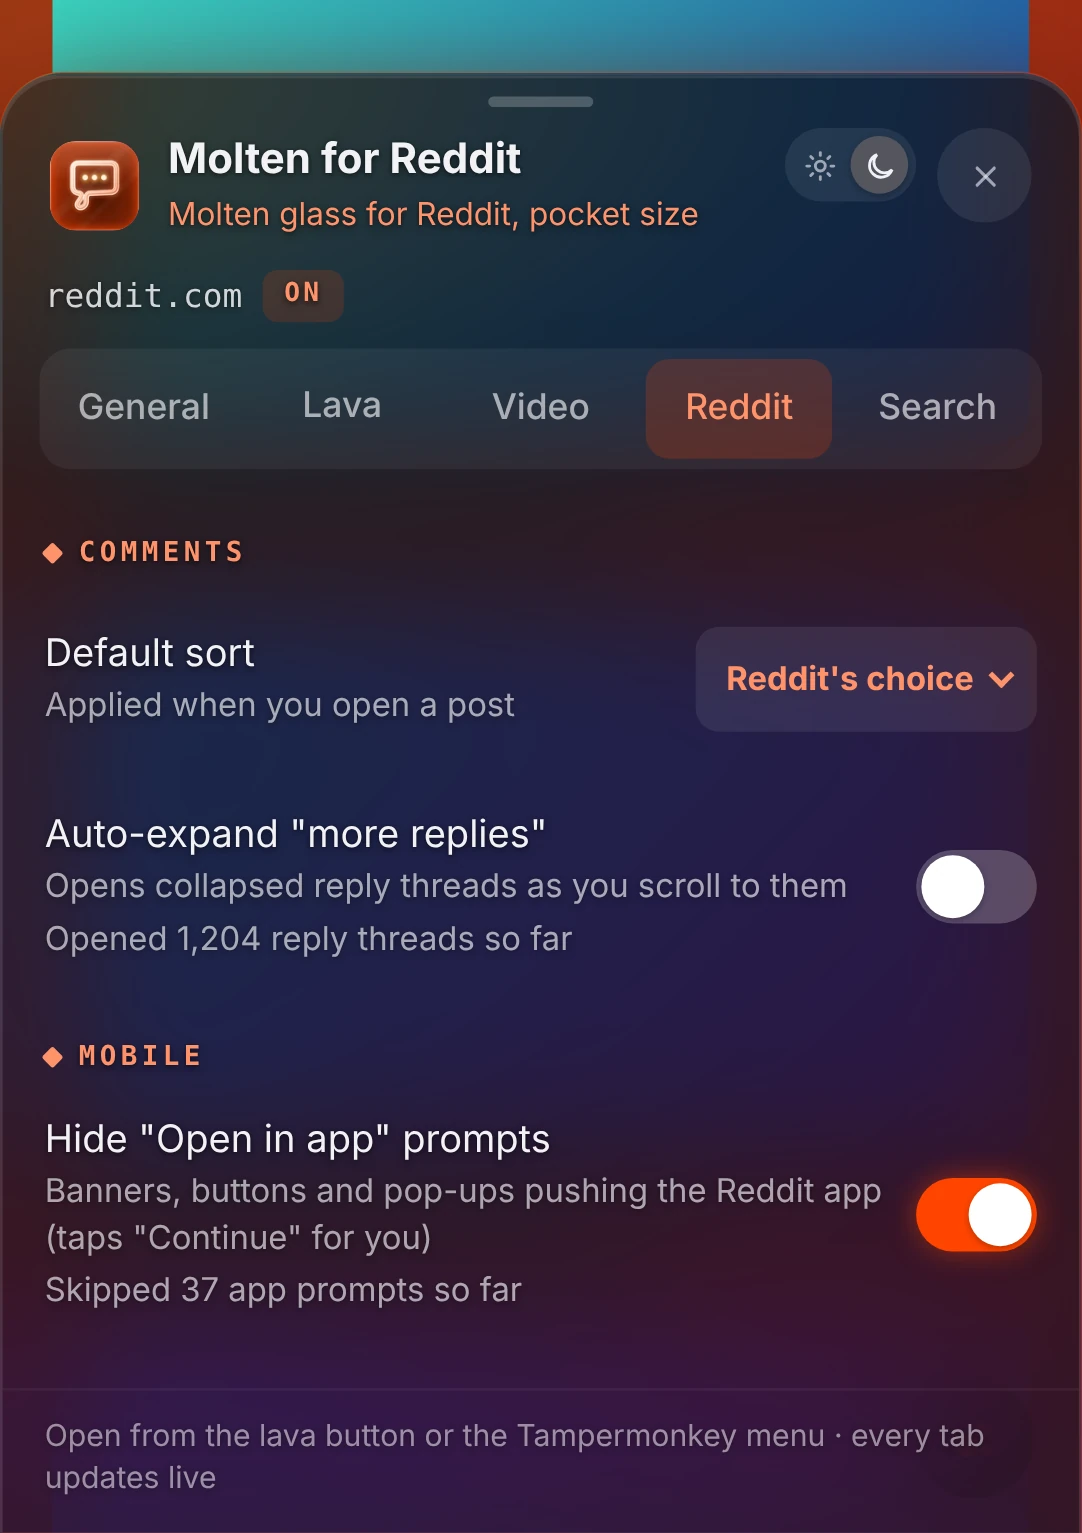 Molten for Reddit
Molten glass for Reddit, pocket size
reddit.com ON
General Lava Video Reddit Search
COMMENTS
Default sort
Applied when you open a post
Reddit's choice
Auto-expand "more replies"
Opens collapsed reply threads as you scroll to them
Opened 1,204 reply threads so far
MOBILE
Hide "Open in app" prompts
Banners, buttons and pop-ups pushing the Reddit app
(taps "Continue" for you)
Skipped 37 app prompts so far
Open from the lava button or the Tampermonkey menu · every tab
updates live